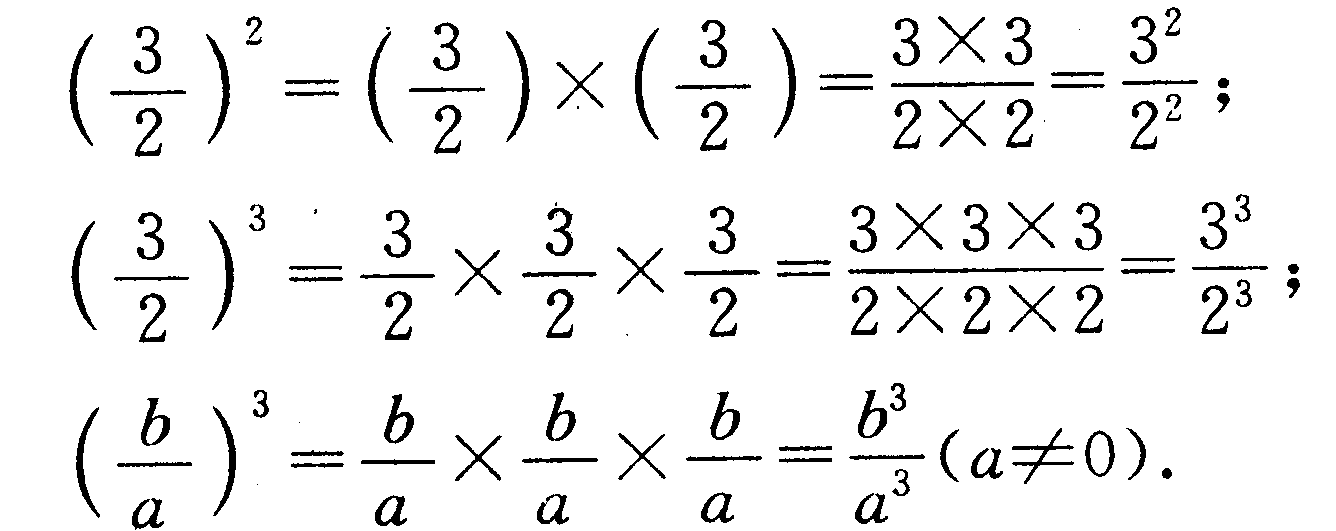 (3/2)² = (3/2) × (3/2) = (3×3)/(2×2) = 3²/2²;
(3/2)³ = 3/2 × 3/2 × 3/2 = (3×3×3)/(2×2×2) = 3³/2³;
(b/a)³ = b/a × b/a × b/a = b³/a³ (a≠0).